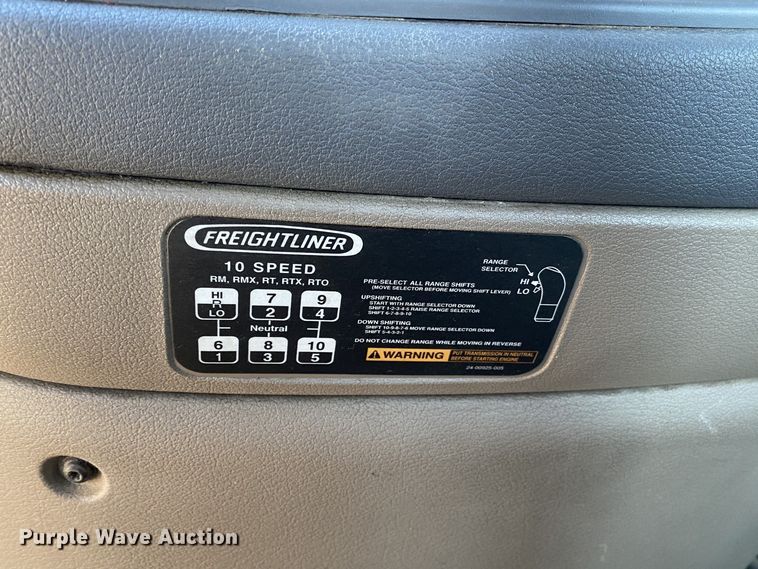 FREIGHTLINER
10 SPEED
RM, RMX, RT, RTX, RTO
HI R LO
7 2
9 4
Neutral
6 1
8 3
10 5
RANGE
SELECTOR
HI
LO
PRE-SELECT ALL RANGE SHIFTS
(MOVE SELECTOR BEFORE MOVING SHIFT LEVER)
UPSHIFTING
START WITH RANGE SELECTOR DOWN
SHIFT 1-2-3-4-5 RAISE RANGE SELECTOR
SHIFT 6-7-8-9-10
DOWN SHIFTING
SHIFT 10-9-8-7-6 MOVE RANGE SELECTOR DOWN
SHIFT 5-4-3-2-1
DO NOT CHANGE RANGE WHILE MOVING IN REVERSE
WARNING PUT TRANSMISSION IN NEUTRAL
BEFORE STARTING ENGINE
24-00925-005
Purple Wave Auction